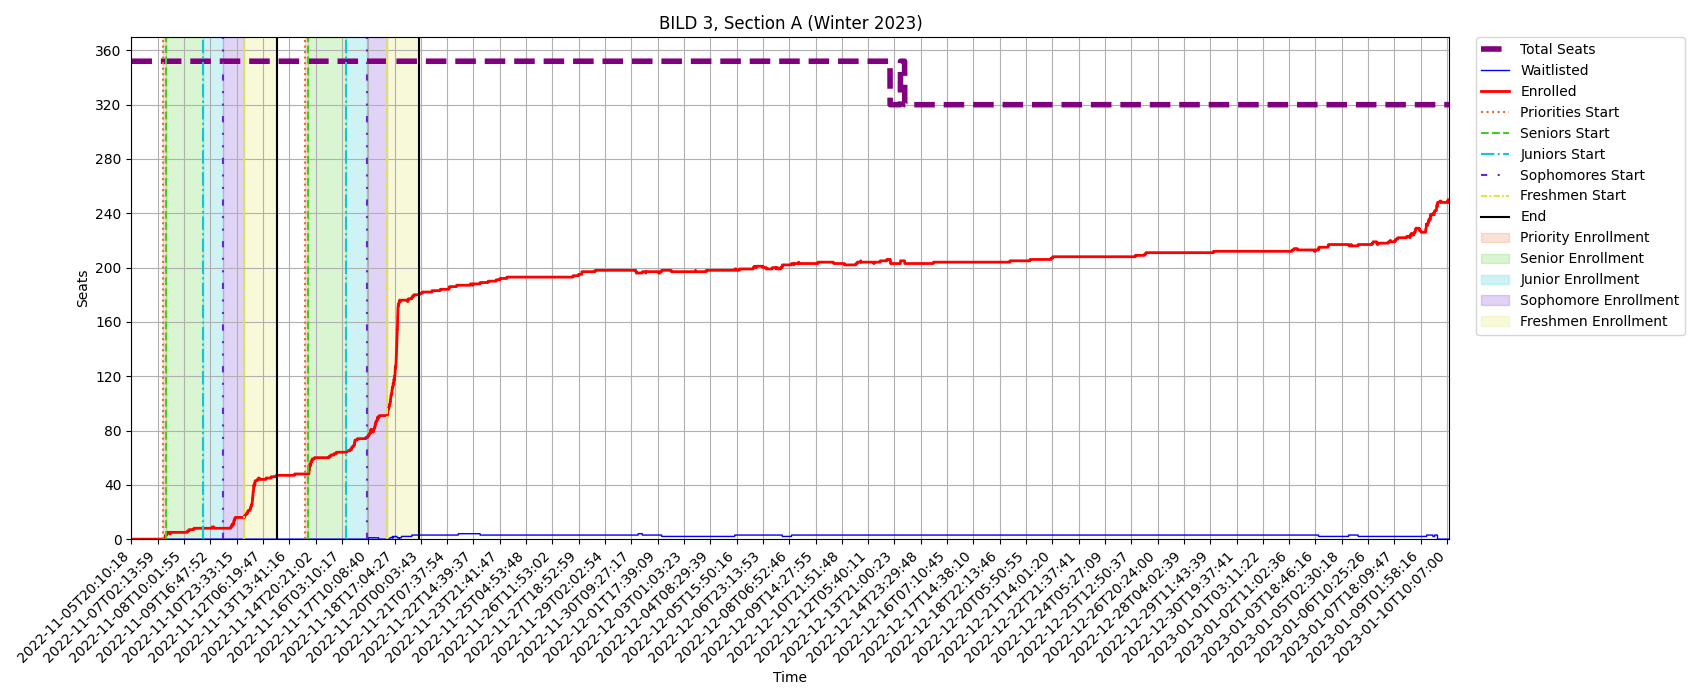 BILD 3, Section A (Winter 2023)
Seats
360
320
280
240
200
160
120
80
40
0
2022-11-05T20:10:18
2022-11-07T02:13:59
2022-11-08T10:01:55
2022-11-09T16:47:52
2022-11-10T23:33:15
2022-11-12T06:19:47
2022-11-13T13:41:16
2022-11-14T20:21:02
2022-11-16T03:10:17
2022-11-17T10:08:40
2022-11-18T17:04:27
2022-11-20T00:03:43
2022-11-21T07:37:54
2022-11-22T14:39:37
2022-11-23T21:41:47
2022-11-25T04:53:48
2022-11-26T11:53:02
2022-11-27T18:52:59
2022-11-29T02:02:54
2022-11-30T09:27:17
2022-12-01T17:39:09
2022-12-03T01:03:23
2022-12-04T08:29:39
2022-12-05T15:50:16
2022-12-06T23:13:53
2022-12-08T06:52:46
2022-12-09T14:27:55
2022-12-10T21:51:48
2022-12-12T05:40:11
2022-12-13T21:00:23
2022-12-14T23:29:48
2022-12-16T07:10:45
2022-12-17T14:38:10
2022-12-18T22:13:46
2022-12-20T05:50:55
2022-12-21T14:01:20
2022-12-22T21:37:41
2022-12-24T05:27:09
2022-12-25T12:50:37
2022-12-26T20:24:00
2022-12-28T04:02:39
2022-12-29T11:43:39
2022-12-30T19:37:41
2023-01-01T03:11:22
2023-01-02T11:02:36
2023-01-03T18:46:16
2023-01-05T02:30:18
2023-01-06T10:25:26
2023-01-07T18:09:47
2023-01-09T01:58:16
2023-01-10T10:07:00
Time
Total Seats
Waitlisted
Enrolled
Priorities Start
Seniors Start
Juniors Start
Sophomores Start
Freshmen Start
End
Priority Enrollment
Senior Enrollment
Junior Enrollment
Sophomore Enrollment
Freshmen Enrollment